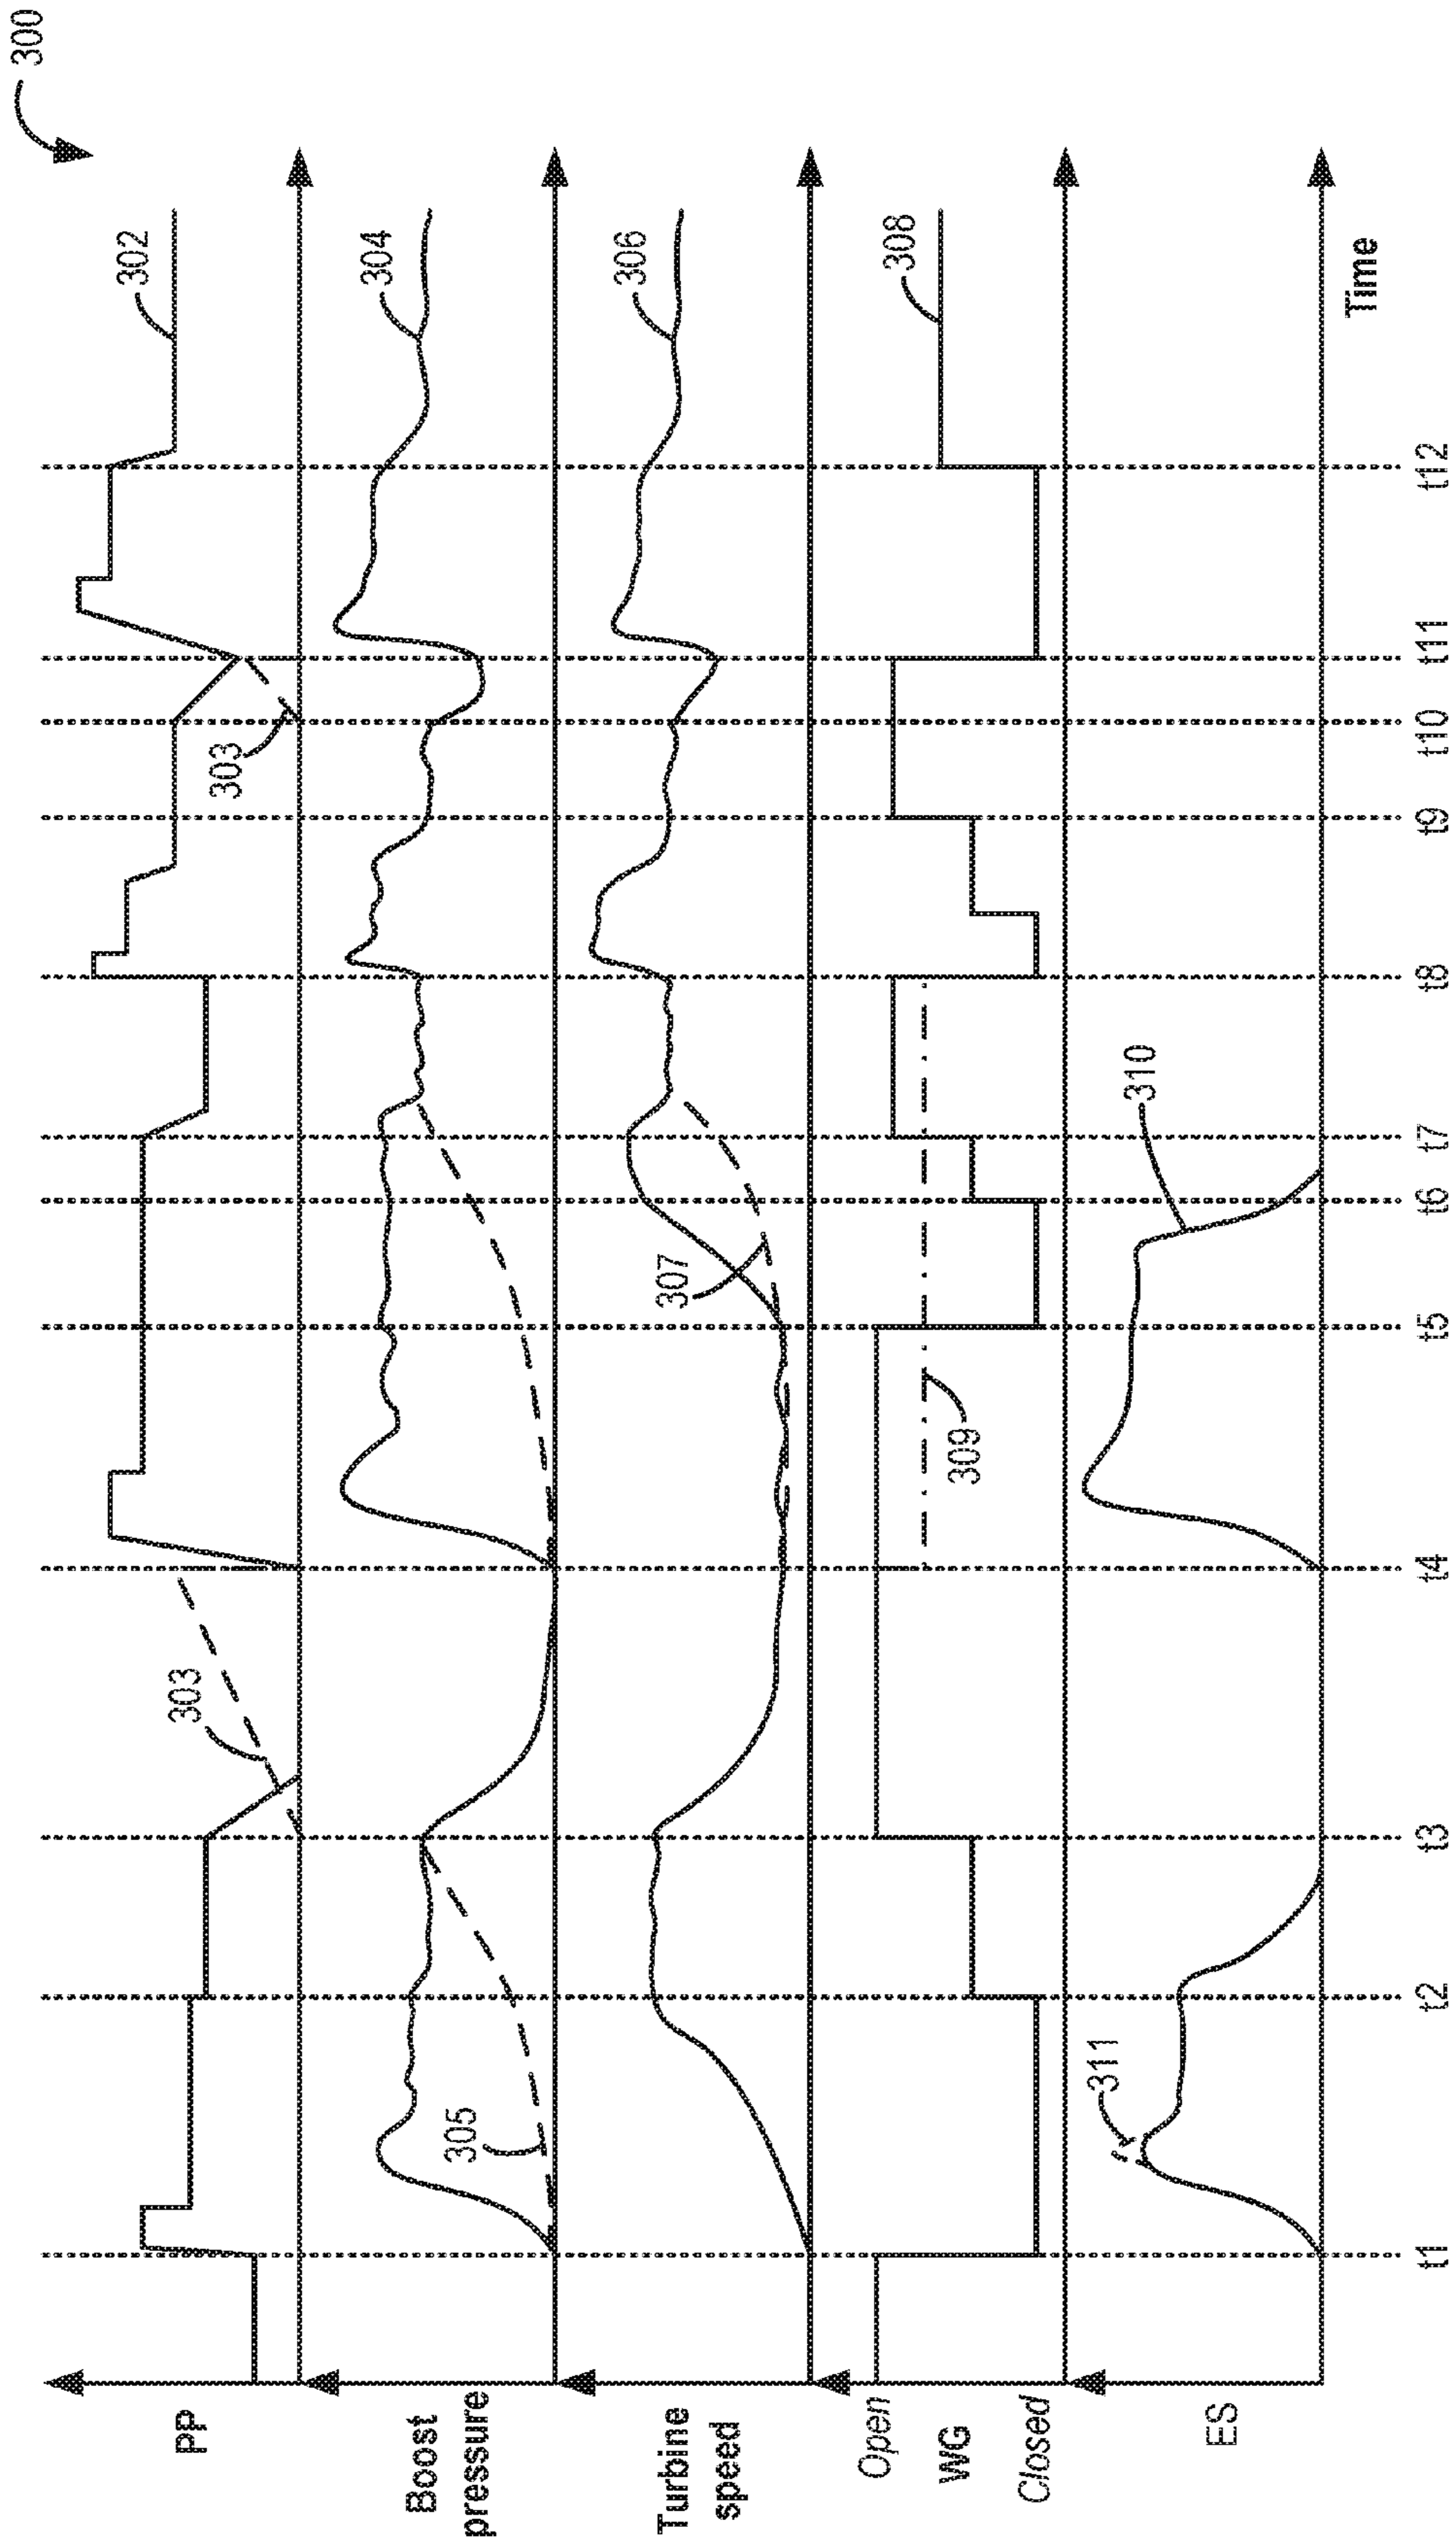 300
PP
303
303
302
Boost
pressure
305
304
Turbine
speed
307
306
Open
WG
Closed
309
308
ES
311
310
t1
t2
t3
t4
t5
t6
t7
t8
t9
t10
t11
t12
Time